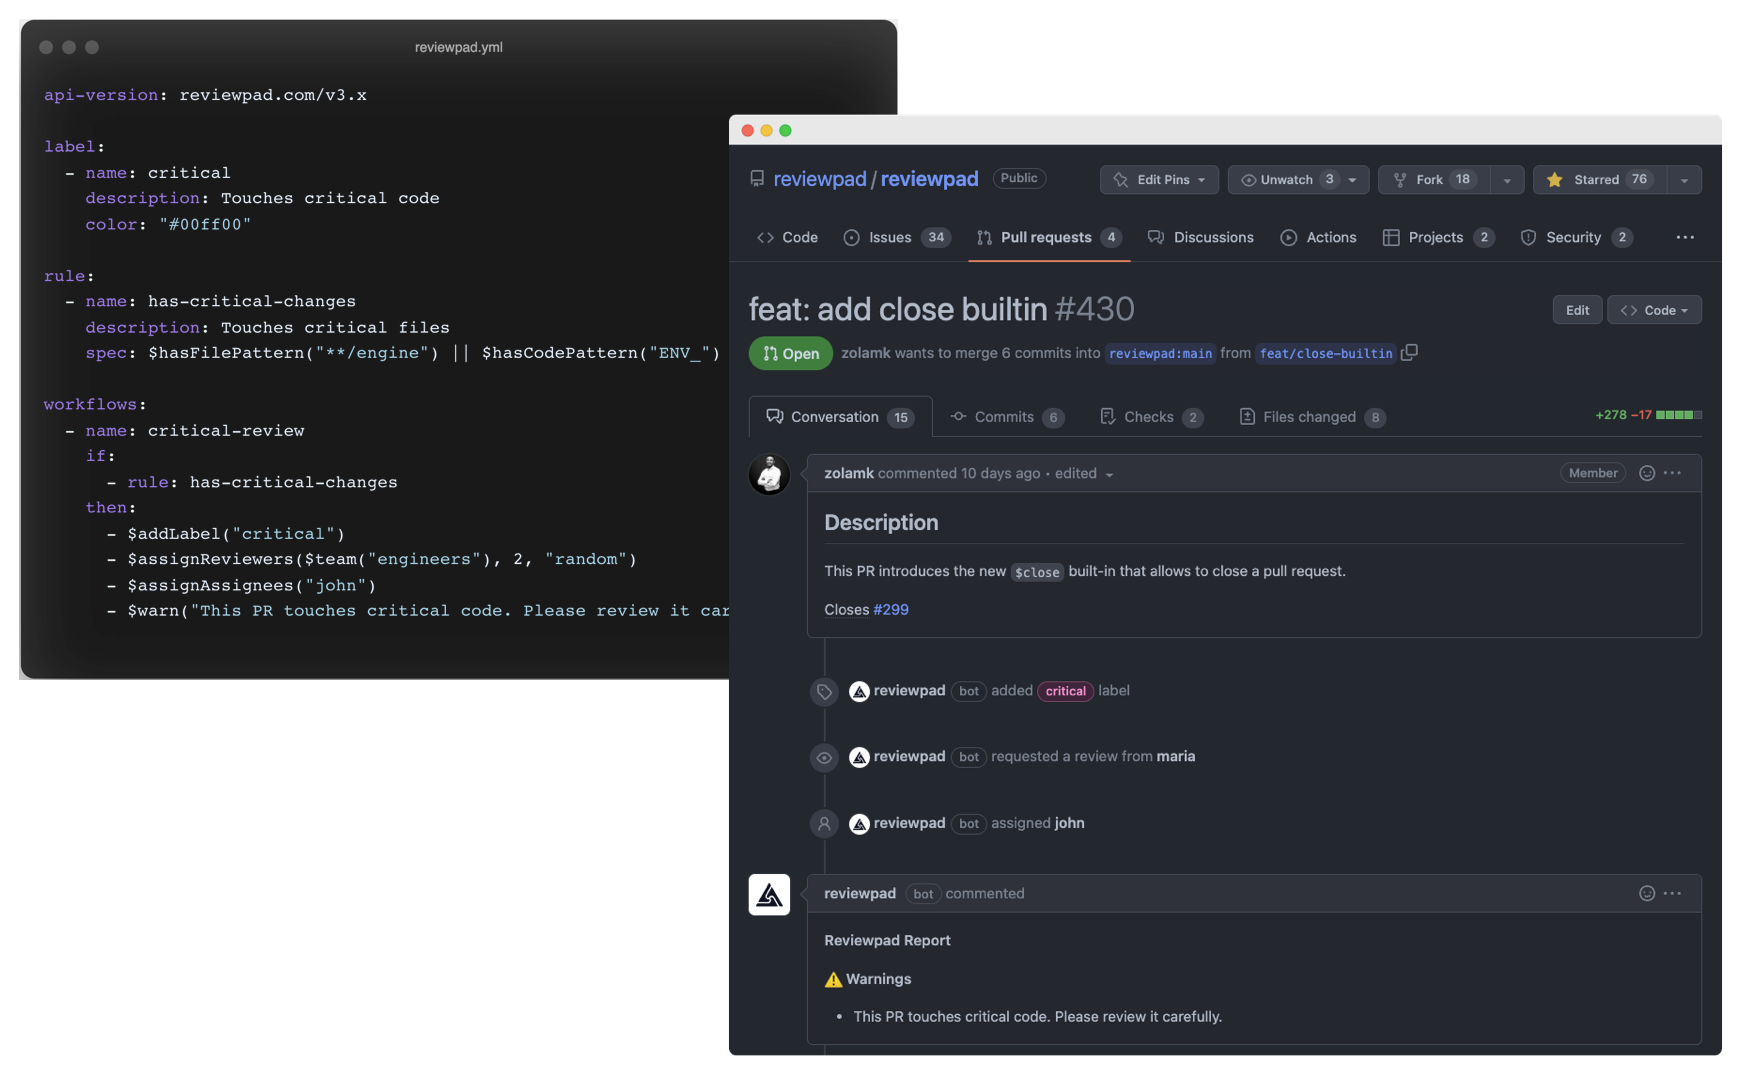 reviewpad.yml
api-version: reviewpad.com/v3.x
label:
- name: critical
description: Touches critical code
color: "#00ff00"
rule:
- name: has-critical-changes
description: Touches critical files
spec: $hasFilePattern("**/engine") || $hasCodePattern("ENV_")
workflows:
- name: critical-review
if:
- rule: has-critical-changes
then:
- $addLabel("critical")
- $assignReviewers($team("engineers"), 2, "random")
- $assignAssignees("john")
- $warn("This PR touches critical code. Please review it car
reviewpad / reviewpad Public Edit Pins Unwatch 3 Fork 18 Starred 76
Code Issues 34 Pull requests 4 Discussions Actions Projects 2 Security 2 ···
feat: add close builtin #430 Edit Code
Open zolamk wants to merge 6 commits into reviewpad:main from feat/close-builtin
Conversation 15 Commits 6 Checks 2 Files changed 8 +278 −17
zolamk commented 10 days ago • edited Member ···
Description
This PR introduces the new $close built-in that allows to close a pull request.
Closes #299
reviewpad bot added critical label
reviewpad bot requested a review from maria
reviewpad bot assigned john
reviewpad bot commented ···
Reviewpad Report
⚠️ Warnings
• This PR touches critical code. Please review it carefully.